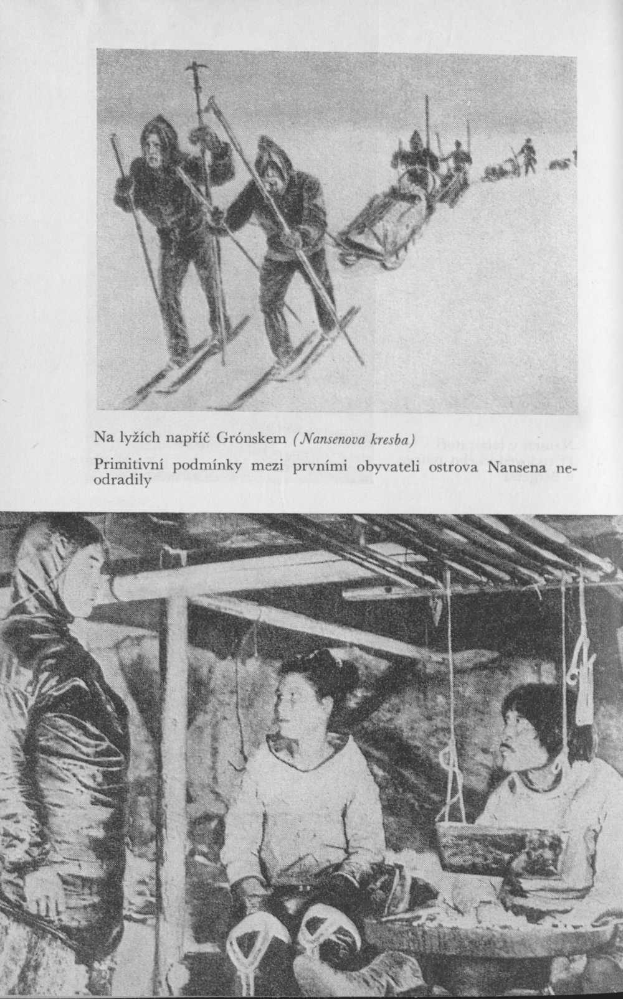 Na lyžích napříč Grónskem (Nansenova kresba)
Primitivní podmínky mezi prvními obyvateli ostrova Nansena ne-
odradily